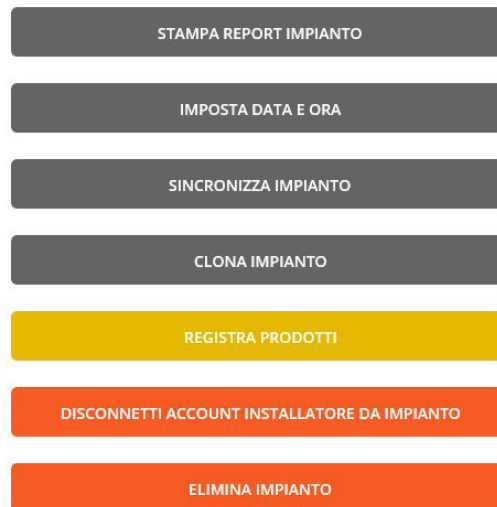 STAMPA REPORT IMPIANTO
IMPOSTA DATA E ORA
SINCRONIZZA IMPIANTO
CLONA IMPIANTO
REGISTRA PRODOTTI
DISCONNETTI ACCOUNT INSTALLATORE DA IMPIANTO
ELIMINA IMPIANTO